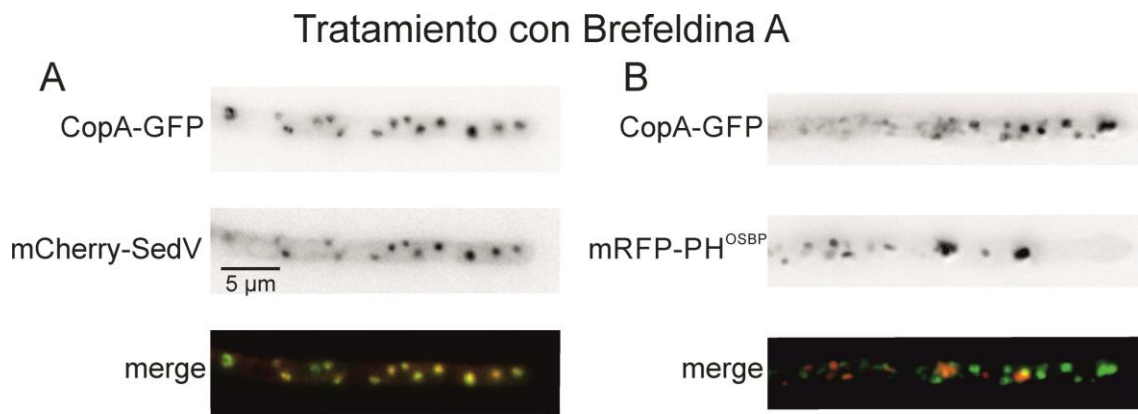 Tratamiento con Brefeldina A
A
CopA-GFP
mCherry-SedV
5 µm
merge
B
CopA-GFP
mRFP-PH^OSBP
merge